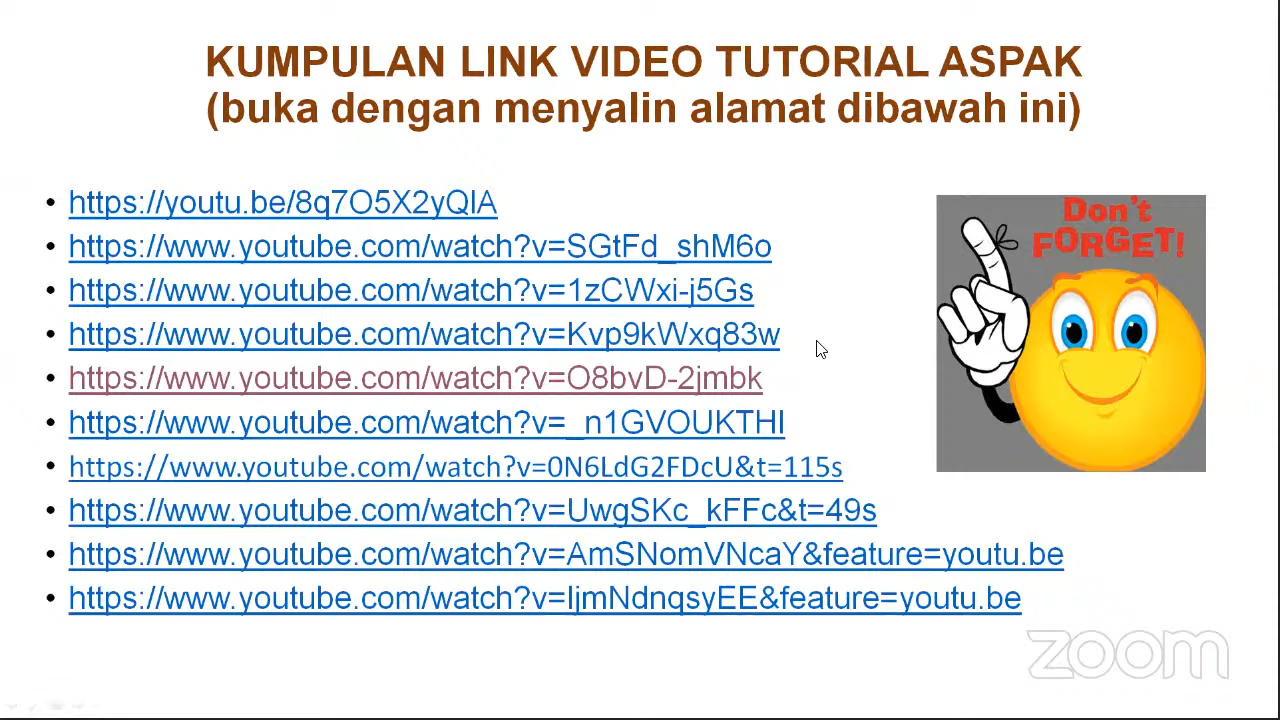 KUMPULAN LINK VIDEO TUTORIAL ASPAK
(buka dengan menyalin alamat dibawah ini)
• https://youtu.be/8q7O5X2yQlA
• https://www.youtube.com/watch?v=SGtFd_shM6o
• https://www.youtube.com/watch?v=1zCWxi-j5Gs
• https://www.youtube.com/watch?v=Kvp9kWxq83w
• https://www.youtube.com/watch?v=O8bvD-2jmbk
• https://www.youtube.com/watch?v=_n1GVOUKTHI
• https://www.youtube.com/watch?v=0N6LdG2FDcU&t=115s
• https://www.youtube.com/watch?v=UwgSKc_kFFc&t=49s
• https://www.youtube.com/watch?v=AmSNomVNcaY&feature=youtu.be
• https://www.youtube.com/watch?v=ljmNdnqsyEE&feature=youtu.be
Don't
FORGET!
zoom